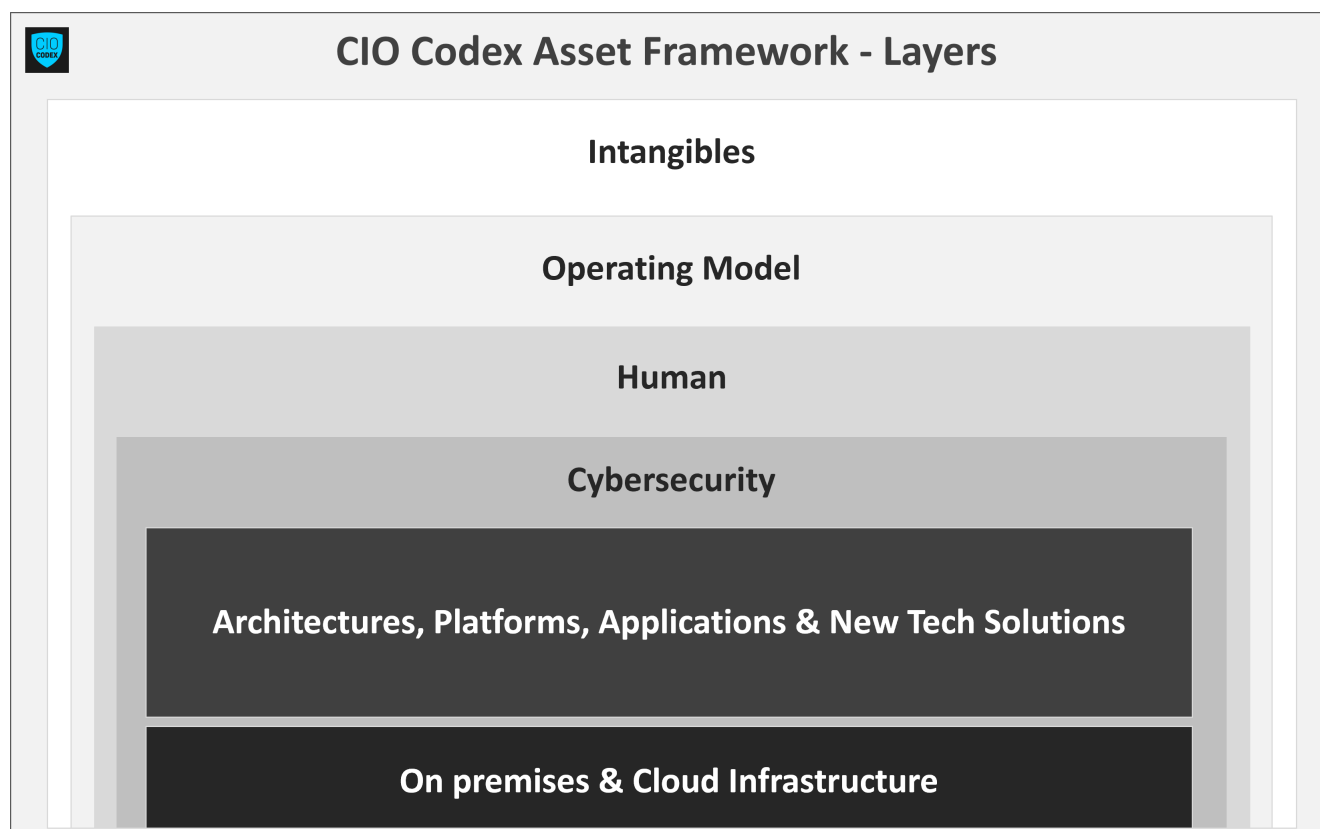 CIO
CODEX
CIO Codex Asset Framework - Layers
Intangibles
Operating Model
Human
Cybersecurity
Architectures, Platforms, Applications & New Tech Solutions
On premises & Cloud Infrastructure